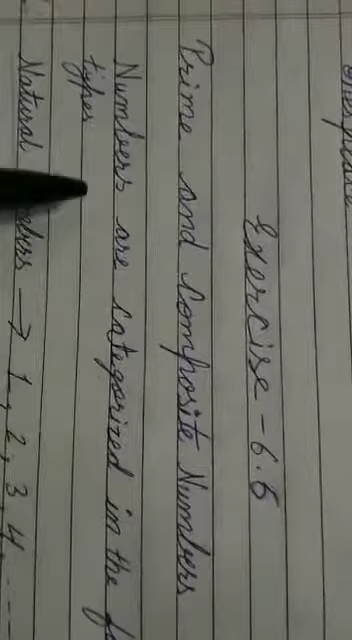 Exercise - 6.6
Prime and Composite Numbers
Numbers are categorized in the
types
Natural → 1, 2, 3, 4, ----